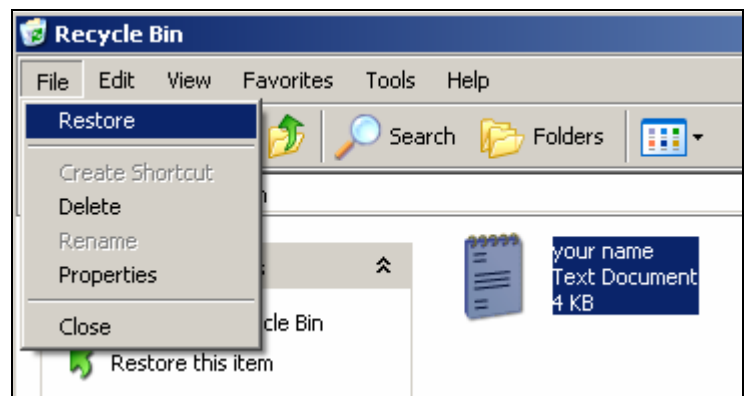 Recycle Bin
File Edit View Favorites Tools Help
Restore
Search Folders
Create Shortcut
Delete
Rename
Properties
Close
your name
Text Document
4 KB
cle Bin
Restore this item